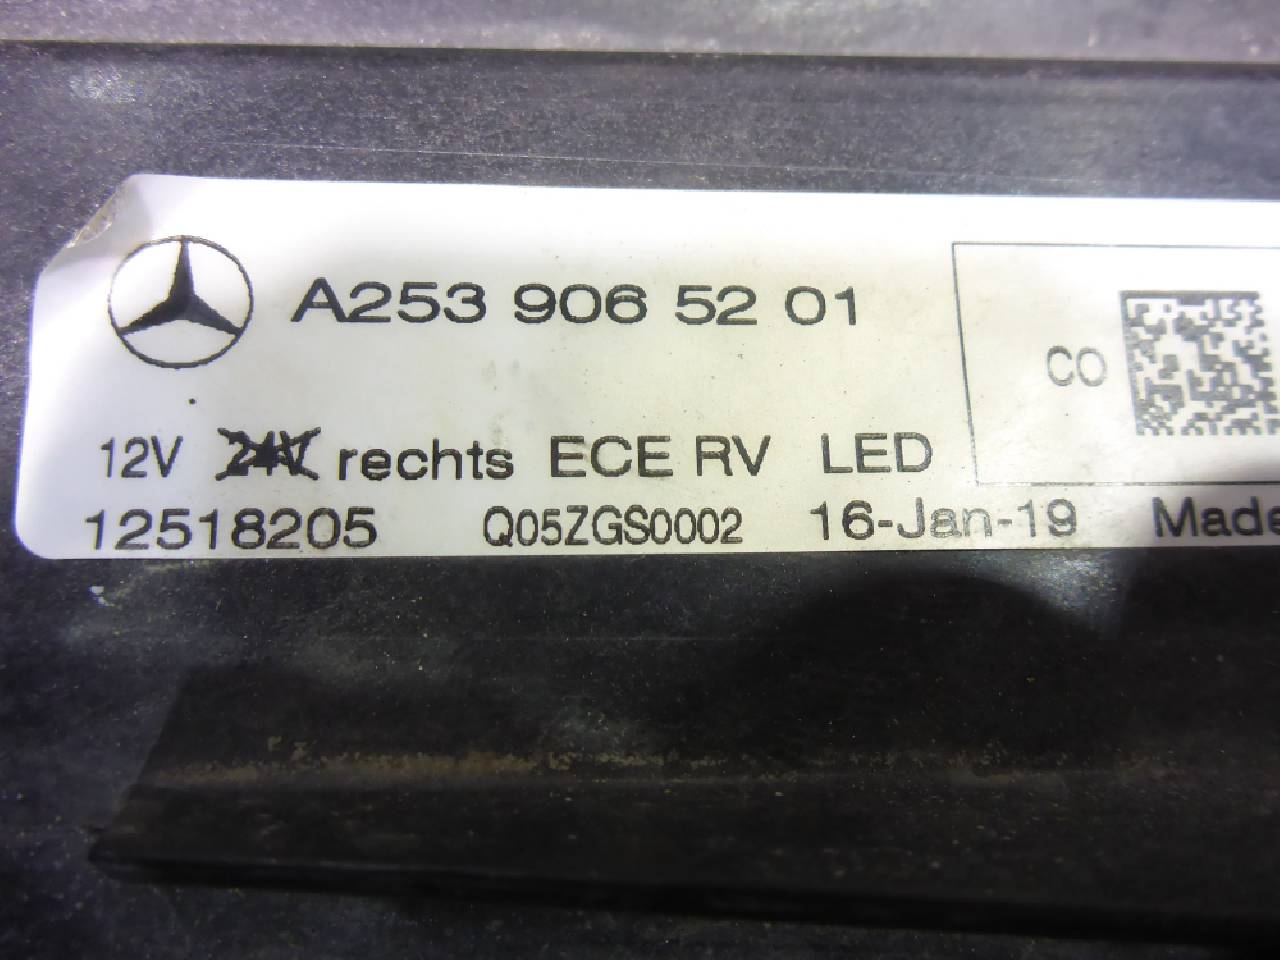 A253 906 52 01
CO
12V 24V rechts ECE RV LED
12518205 Q05ZGS0002 16-Jan-19 Made